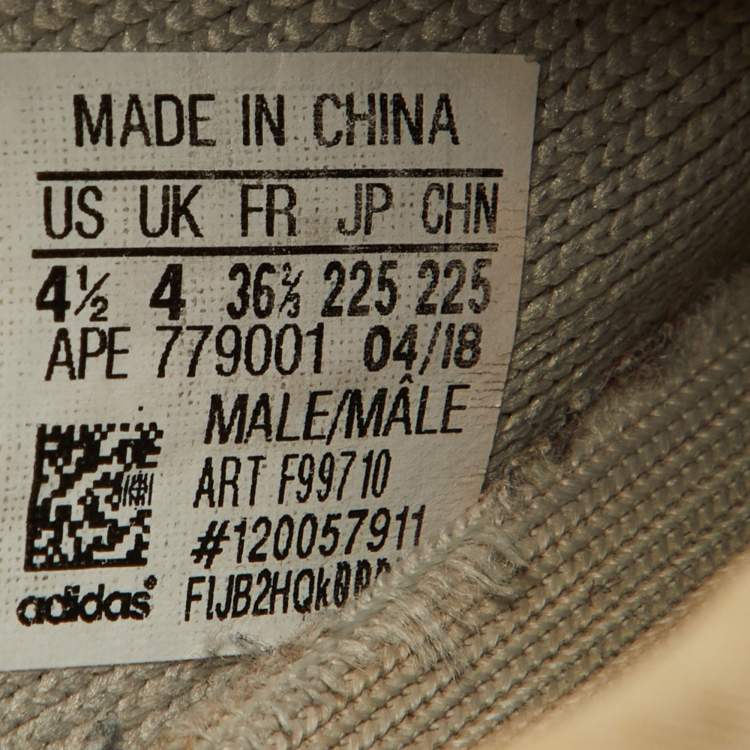 MADE IN CHINA
US UK FR JP CHN
4½ 4 36⅔ 225 225
APE 779001 04/18
MALE/MÂLE
ART F99710
#120057911
adidas®